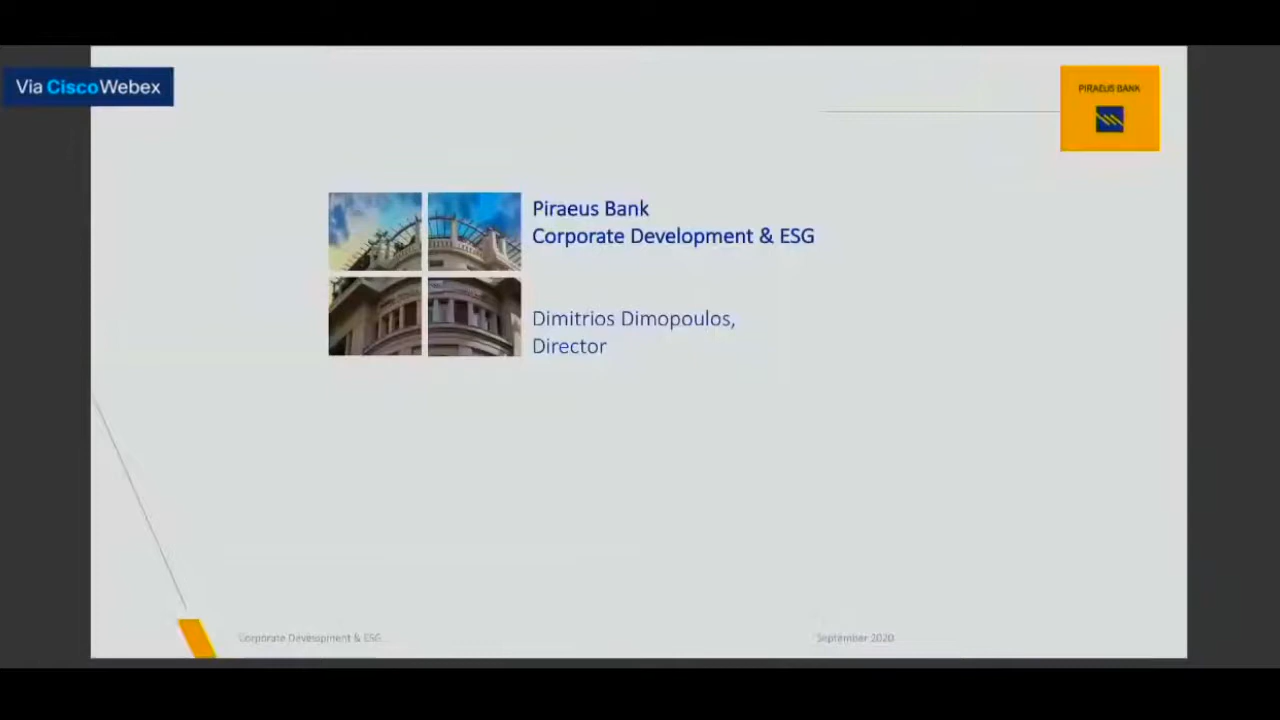 Via CiscoWebex
PIRAEUS BANK
Piraeus Bank
Corporate Development & ESG
Dimitrios Dimopoulos,
Director
Corporate Development & ESG
September 2020